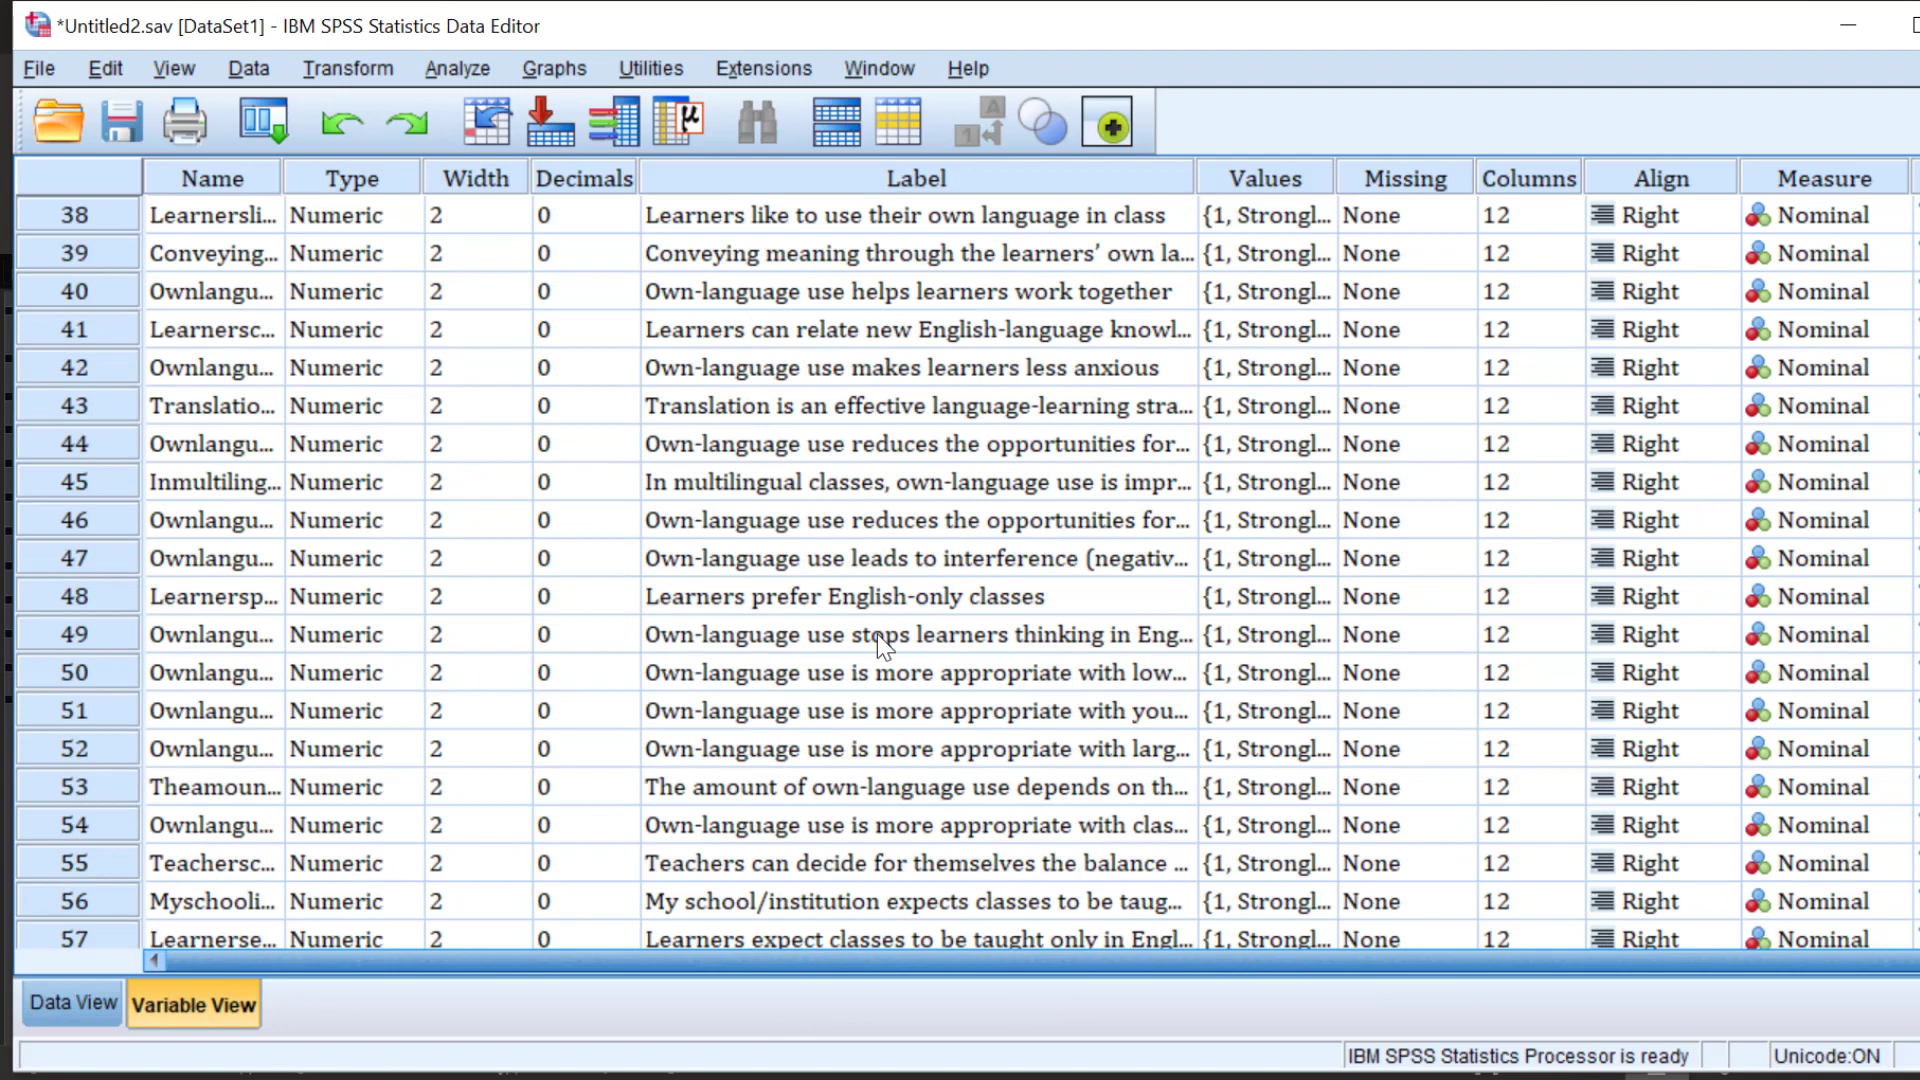 *Untitled2.sav [DataSet1] - IBM SPSS Statistics Data Editor
File Edit View Data Transform Analyze Graphs Utilities Extensions Window Help
Name Type Width Decimals Label Values Missing Columns Align Measure
38 Learnersli... Numeric 2 0 Learners like to use their own language in class {1, Strongl... None 12 Right Nominal
39 Conveying... Numeric 2 0 Conveying meaning through the learners’ own la... {1, Strongl... None 12 Right Nominal
40 Ownlangu... Numeric 2 0 Own-language use helps learners work together {1, Strongl... None 12 Right Nominal
41 Learnersc... Numeric 2 0 Learners can relate new English-language knowl... {1, Strongl... None 12 Right Nominal
42 Ownlangu... Numeric 2 0 Own-language use makes learners less anxious {1, Strongl... None 12 Right Nominal
43 Translatio... Numeric 2 0 Translation is an effective language-learning stra... {1, Strongl... None 12 Right Nominal
44 Ownlangu... Numeric 2 0 Own-language use reduces the opportunities for... {1, Strongl... None 12 Right Nominal
45 Inmultiling... Numeric 2 0 In multilingual classes, own-language use is impr... {1, Strongl... None 12 Right Nominal
46 Ownlangu... Numeric 2 0 Own-language use reduces the opportunities for... {1, Strongl... None 12 Right Nominal
47 Ownlangu... Numeric 2 0 Own-language use leads to interference (negativ... {1, Strongl... None 12 Right Nominal
48 Learnersp... Numeric 2 0 Learners prefer English-only classes {1, Strongl... None 12 Right Nominal
49 Ownlangu... Numeric 2 0 Own-language use stops learners thinking in Eng... {1, Strongl... None 12 Right Nominal
50 Ownlangu... Numeric 2 0 Own-language use is more appropriate with low... {1, Strongl... None 12 Right Nominal
51 Ownlangu... Numeric 2 0 Own-language use is more appropriate with you... {1, Strongl... None 12 Right Nominal
52 Ownlangu... Numeric 2 0 Own-language use is more appropriate with larg... {1, Strongl... None 12 Right Nominal
53 Theamoun... Numeric 2 0 The amount of own-language use depends on th... {1, Strongl... None 12 Right Nominal
54 Ownlangu... Numeric 2 0 Own-language use is more appropriate with clas... {1, Strongl... None 12 Right Nominal
55 Teachersc... Numeric 2 0 Teachers can decide for themselves the balance ... {1, Strongl... None 12 Right Nominal
56 Myschooli... Numeric 2 0 My school/institution expects classes to be taug... {1, Strongl... None 12 Right Nominal
57 Learnerse... Numeric 2 0 Learners expect classes to be taught only in Engl... {1, Strongl... None 12 Right Nominal
Data View Variable View
IBM SPSS Statistics Processor is ready Unicode:ON